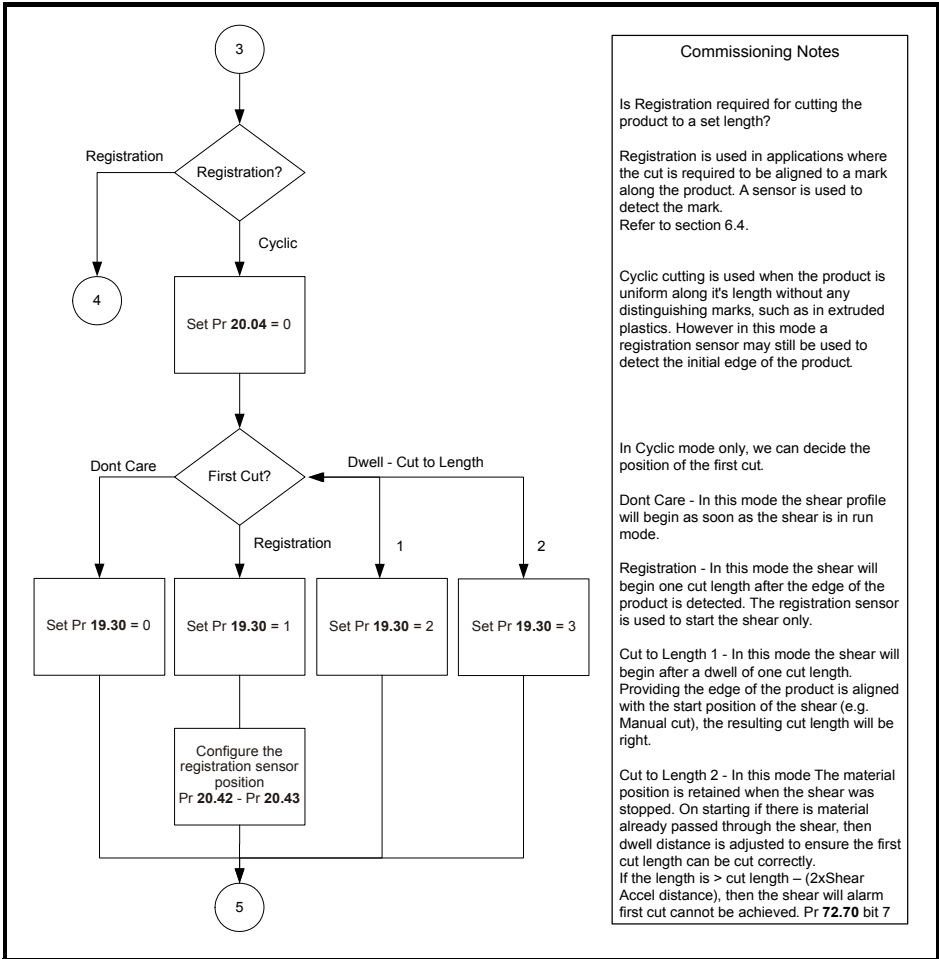 3
Registration
Registration?
Cyclic
4
Set Pr 20.04 = 0
Dont Care
First Cut?
Dwell - Cut to Length
Registration
1
2
Set Pr 19.30 = 0
Set Pr 19.30 = 1
Set Pr 19.30 = 2
Set Pr 19.30 = 3
Configure the
registration sensor
position
Pr 20.42 - Pr 20.43
5
Commissioning Notes
Is Registration required for cutting the
product to a set length?
Registration is used in applications where
the cut is required to be aligned to a mark
along the product. A sensor is used to
detect the mark.
Refer to section 6.4.
Cyclic cutting is used when the product is
uniform along it's length without any
distinguishing marks, such as in extruded
plastics. However in this mode a
registration sensor may still be used to
detect the initial edge of the product.
In Cyclic mode only, we can decide the
position of the first cut.
Dont Care - In this mode the shear profile
will begin as soon as the shear is in run
mode.
Registration - In this mode the shear will
begin one cut length after the edge of the
product is detected. The registration sensor
is used to start the shear only.
Cut to Length 1 - In this mode the shear will
begin after a dwell of one cut length.
Providing the edge of the product is aligned
with the start position of the shear (e.g.
Manual cut), the resulting cut length will be
right.
Cut to Length 2 - In this mode The material
position is retained when the shear was
stopped. On starting if there is material
already passed through the shear, then
dwell distance is adjusted to ensure the first
cut length can be cut correctly.
If the length is > cut length – (2xShear
Accel distance), then the shear will alarm
first cut cannot be achieved. Pr 72.70 bit 7